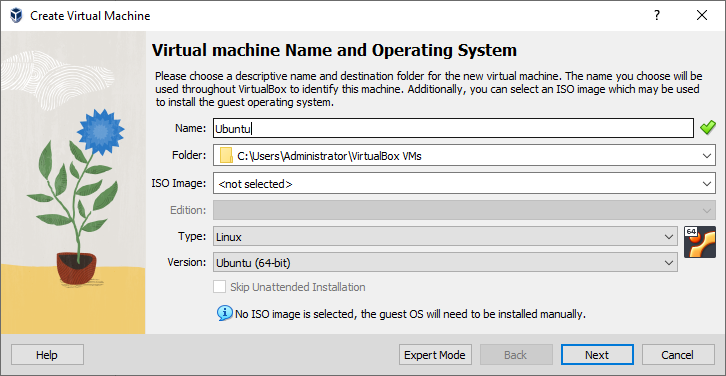 Create Virtual Machine
?
Virtual machine Name and Operating System
Please choose a descriptive name and destination folder for the new virtual machine. The name you choose will be
used throughout VirtualBox to identify this machine. Additionally, you can select an ISO image which may be used
to install the guest operating system.
Name: Ubuntu
Folder: C:\Users\Administrator\VirtualBox VMs
ISO Image: <not selected>
Edition:
Type: Linux
64
Version: Ubuntu (64-bit)
Skip Unattended Installation
No ISO image is selected, the guest OS will need to be installed manually.
Help Expert Mode Back Next Cancel